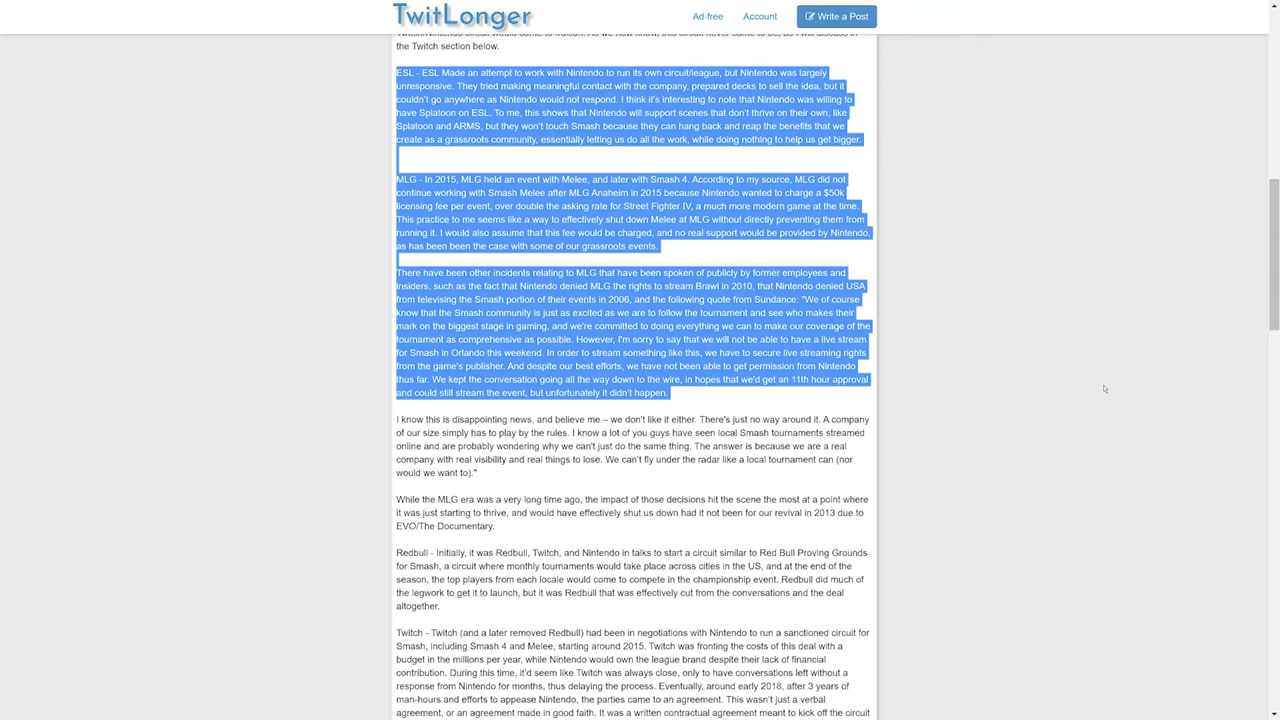 TwitLonger
Ad-free
Account
Write a Post
Twitch/Nintendo circuit would come to fruition. As we now know, this circuit never came to be, as I will discuss in
the Twitch section below.
ESL - ESL Made an attempt to work with Nintendo to run its own circuit/league, but Nintendo was largely
unresponsive. They tried making meaningful contact with the company, prepared decks to sell the idea, but it
couldn't go anywhere as Nintendo would not respond. I think it's interesting to note that Nintendo was willing to
have Splatoon on ESL. To me, this shows that Nintendo will support scenes that don't thrive on their own, like
Splatoon and ARMS, but they won't touch Smash because they can hang back and reap the benefits that we
create as a grassroots community, essentially letting us do all the work, while doing nothing to help us get bigger.
MLG - In 2015, MLG held an event with Melee, and later with Smash 4. According to my source, MLG did not
continue working with Smash Melee after MLG Anaheim in 2015 because Nintendo wanted to charge a $50k
licensing fee per event, over double the asking rate for Street Fighter IV, a much more modern game at the time.
This practice to me seems like a way to effectively shut down Melee at MLG without directly preventing them from
running it. I would also assume that this fee would be charged, and no real support would be provided by Nintendo,
as has been been the case with some of our grassroots events.
There have been other incidents relating to MLG that have been spoken of publicly by former employees and
insiders, such as the fact that Nintendo denied MLG the rights to stream Brawl in 2010, that Nintendo denied USA
from televising the Smash portion of their events in 2006, and the following quote from Sundance: "We of course
know that the Smash community is just as excited as we are to follow the tournament and see who makes their
mark on the biggest stage in gaming, and we're committed to doing everything we can to make our coverage of the
tournament as comprehensive as possible. However, I'm sorry to say that we will not be able to have a live stream
for Smash in Orlando this weekend. In order to stream something like this, we have to secure live streaming rights
from the game's publisher. And despite our best efforts, we have not been able to get permission from Nintendo
thus far. We kept the conversation going all the way down to the wire, in hopes that we'd get an 11th hour approval
and could still stream the event, but unfortunately it didn't happen.
I know this is disappointing news, and believe me – we don't like it either. There's just no way around it. A company
of our size simply has to play by the rules. I know a lot of you guys have seen local Smash tournaments streamed
online and are probably wondering why we can't just do the same thing. The answer is because we are a real
company with real visibility and real things to lose. We can't fly under the radar like a local tournament can (nor
would we want to)."
While the MLG era was a very long time ago, the impact of those decisions hit the scene the most at a point where
it was just starting to thrive, and would have effectively shut us down had it not been for our revival in 2013 due to
EVO/The Documentary.
Redbull - Initially, it was Redbull, Twitch, and Nintendo in talks to start a circuit similar to Red Bull Proving Grounds
for Smash, a circuit where monthly tournaments would take place across cities in the US, and at the end of the
season, the top players from each locale would come to compete in the championship event. Redbull did much of
the legwork to get it to launch, but it was Redbull that was effectively cut from the conversations and the deal
altogether.
Twitch - Twitch (and a later removed Redbull) had been in negotiations with Nintendo to run a sanctioned circuit for
Smash, including Smash 4 and Melee, starting around 2015. Twitch was fronting the costs of this deal with a
budget in the millions per year, while Nintendo would own the league brand despite their lack of financial
contribution. During this time, it'd seem like Twitch was always close, only to have conversations left without a
response from Nintendo for months, thus delaying the process. Eventually, around early 2018, after 3 years of
man-hours and efforts to appease Nintendo, the parties came to an agreement. This wasn't just a verbal
agreement, or an agreement made in good faith. It was a written contractual agreement meant to kick off the circuit